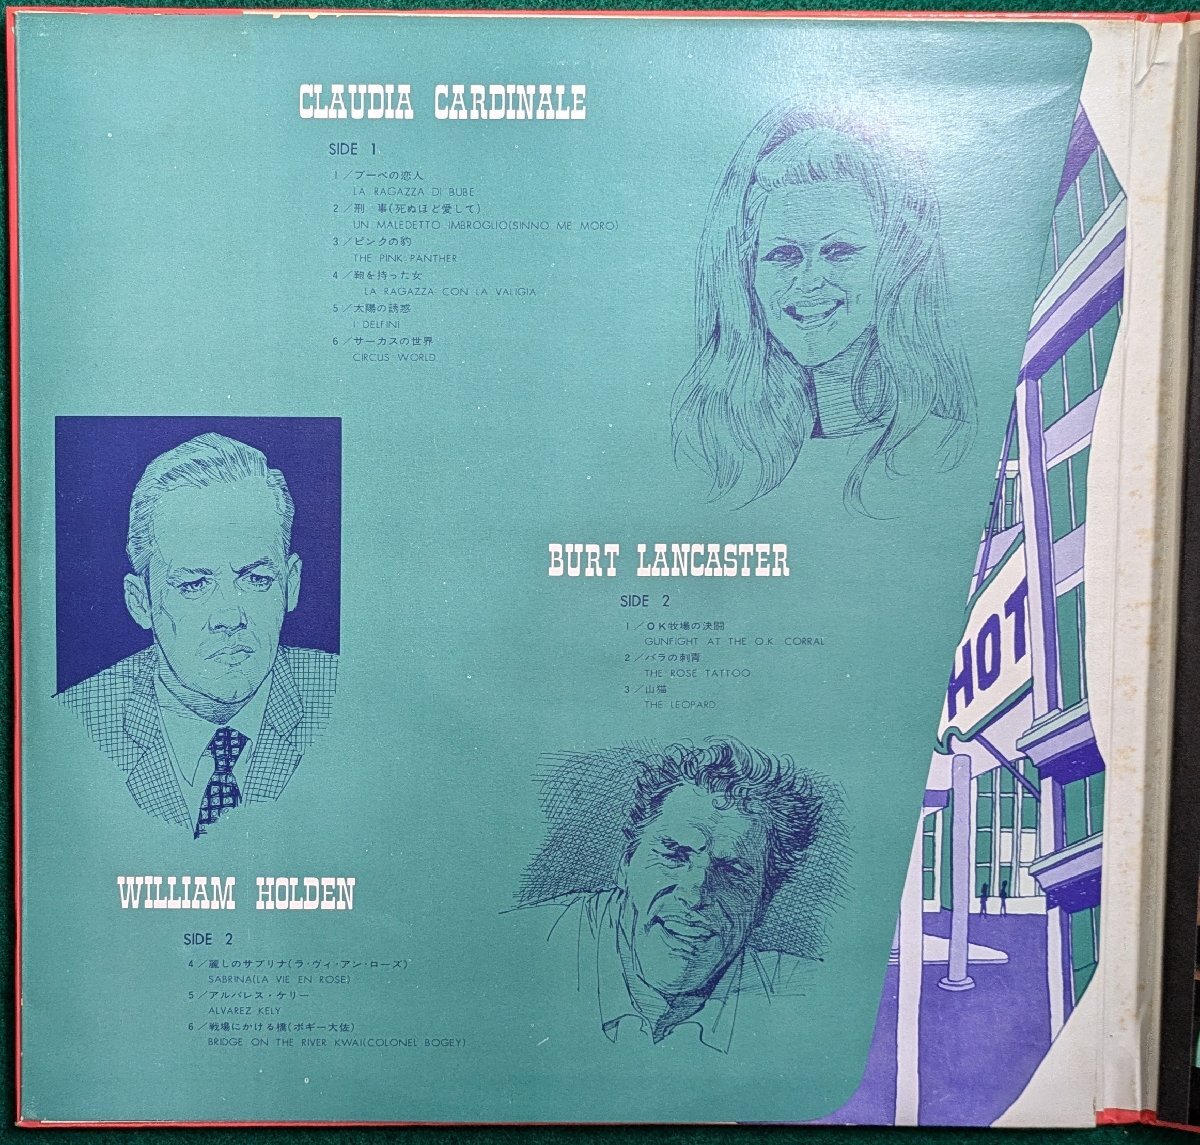 CLAUDIA CARDINALE
SIDE 1
1／ブーベの恋人
LA RAGAZZA DI BUBE
2／刑 事(死ぬほど愛して)
UN MALEDETTO IMBROGLIO(SINNO ME MORO)
3／ピンクの豹
THE PINK PANTHER
4／鞄を持った女
LA RAGAZZA CON LA VALIGIA
5／太陽の誘惑
I DELFINI
6／サーカスの世界
CIRCUS WORLD
BURT LANCASTER
SIDE 2
1／OK牧場の決闘
GUNFIGHT AT THE O.K. CORRAL
2／バラの刺青
THE ROSE TATTOO
3／山猫
THE LEOPARD
HOT
WILLIAM HOLDEN
SIDE 2
4／麗しのサブリナ(ラ・ヴィ・アン・ローズ)
SABRINA(LA VIE EN ROSE)
5／アルバレス・ケリー
ALVAREZ KELY
6／戦場にかける橋(ボギー大佐)
BRIDGE ON THE RIVER KWAI(COLONEL BOGEY)